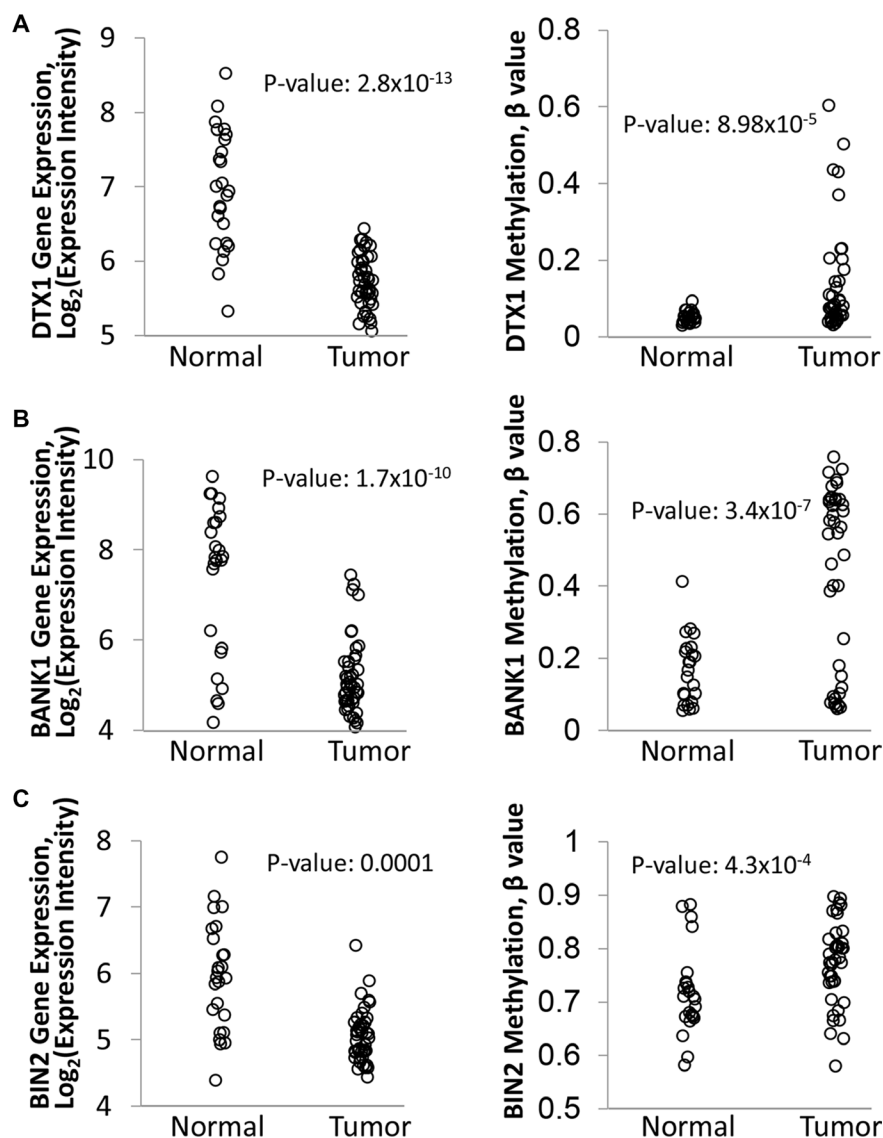 A
DTX1 Gene Expression,
Log₂(Expression Intensity)
9
8
7
6
5
P-value: 2.8x10⁻¹³
Normal
Tumor
DTX1 Methylation, β value
0.8
0.6
0.4
0.2
0
P-value: 8.98x10⁻⁵
Normal
Tumor
B
BANK1 Gene Expression,
Log₂(Expression Intensity)
10
8
6
4
P-value: 1.7x10⁻¹⁰
Normal
Tumor
BANK1 Methylation, β value
0.8
0.6
0.4
0.2
0
P-value: 3.4x10⁻⁷
Normal
Tumor
C
BIN2 Gene Expression,
Log₂(Expression Intensity)
8
7
6
5
4
P-value: 0.0001
Normal
Tumor
BIN2 Methylation, β value
1
0.9
0.8
0.7
0.6
0.5
P-value: 4.3x10⁻⁴
Normal
Tumor